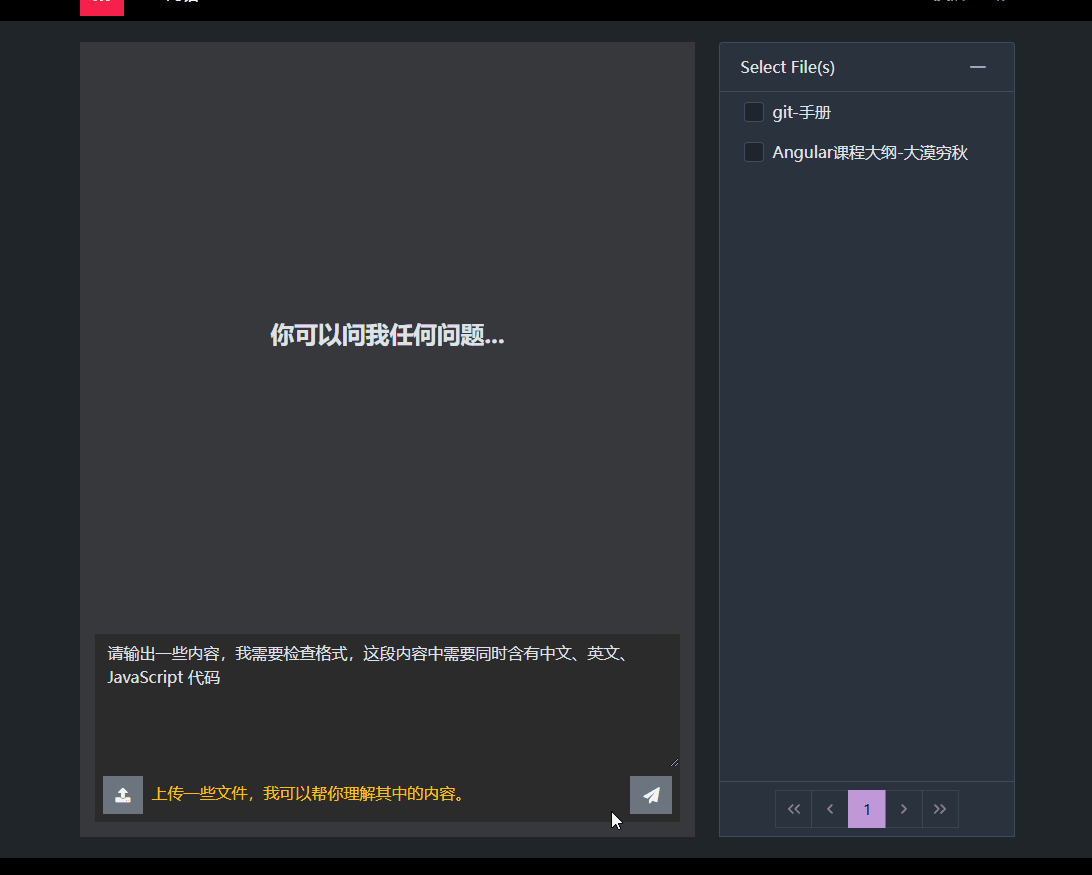 Select File(s)
git-手册
Angular课程大纲-大漠穷秋
你可以问我任何问题...
请输出一些内容，我需要检查格式，这段内容中需要同时含有中文、英文、
JavaScript 代码
上传一些文件，我可以帮你理解其中的内容。
1